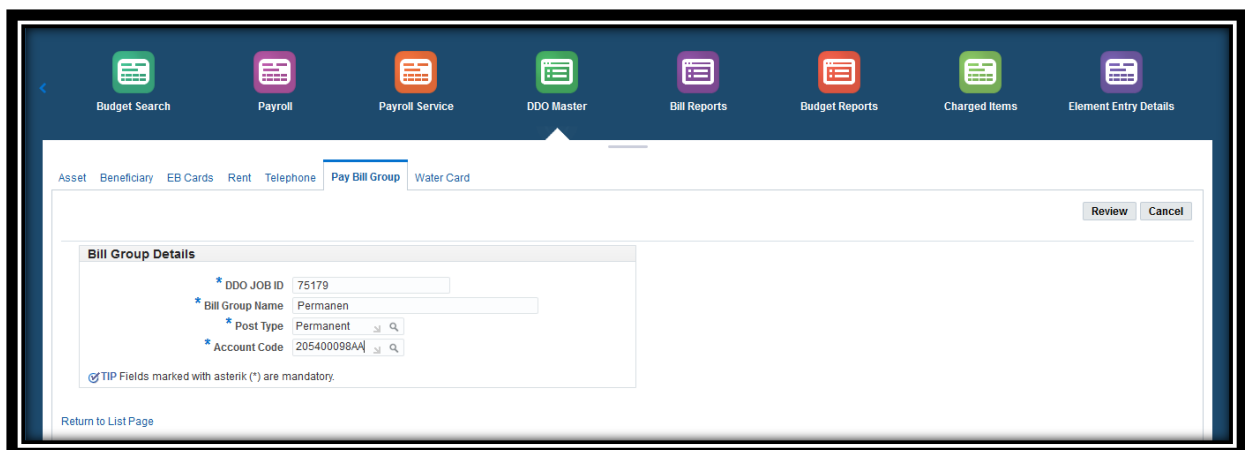 Budget Search Payroll Payroll Service DDO Master Bill Reports Budget Reports Charged Items Element Entry Details
Asset Beneficiary EB Cards Rent Telephone Pay Bill Group Water Card
Review Cancel
Bill Group Details
* DDO JOB ID 75179
* Bill Group Name Permanen
* Post Type Permanent
* Account Code 205400098AA
TIP Fields marked with asterik (*) are mandatory.
Return to List Page